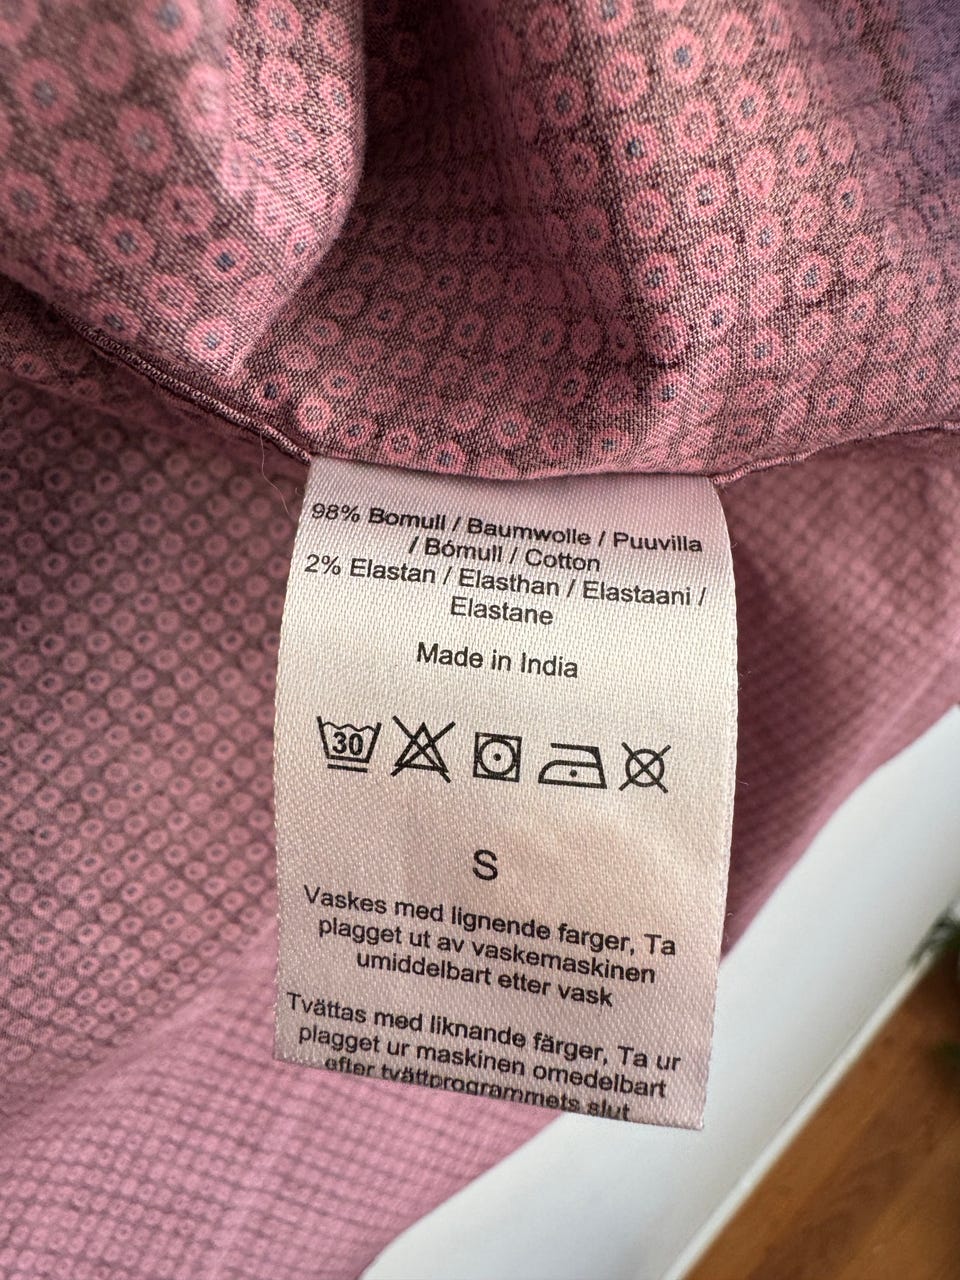 98% Bomull / Baumwolle / Puuvilla
/ Bómull / Cotton
2% Elastan / Elasthan / Elastaani /
Elastane
Made in India
30
S
Vaskes med lignende farger, Ta
plagget ut av vaskemaskinen
umiddelbart etter vask
Tvättas med liknande färger, Ta ur
plagget ur maskinen omedelbart
efter tvättprogrammets slut